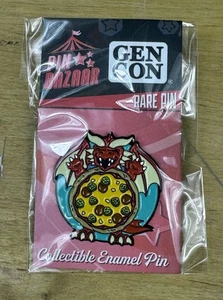 PIN
BAZAAR
GEN
CON
RARE PIN
Collectible Enamel Pin